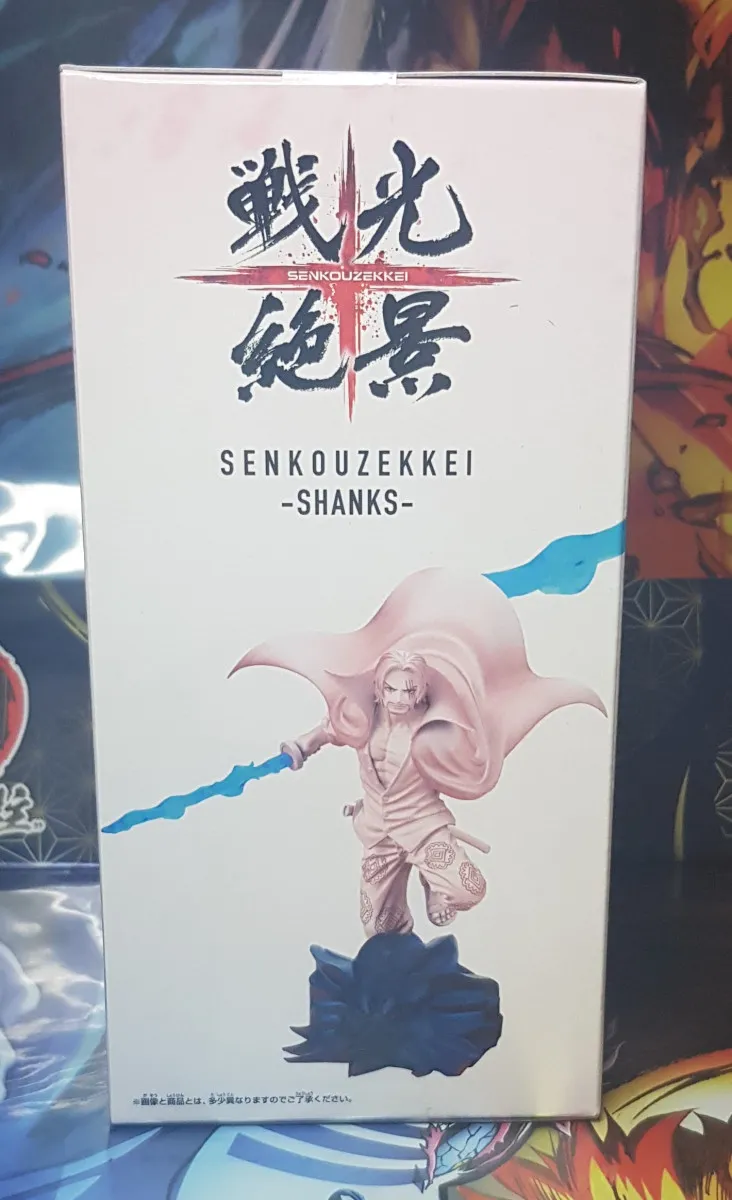 戦光
SENKOUZEKKEI
絶景
SENKOUZEKKEI
-SHANKS-
※画像と商品とは、多少異なりますのでご了承ください。